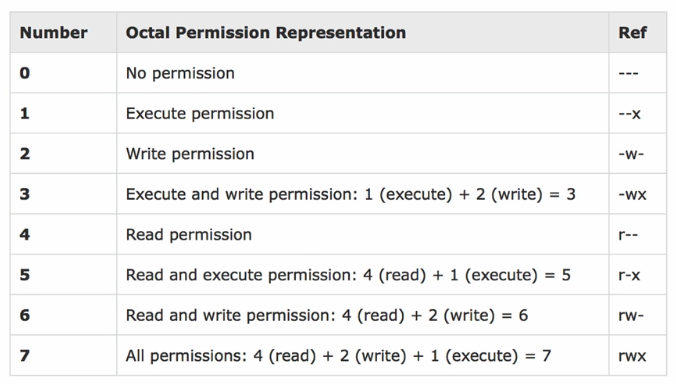 Number Octal Permission Representation Ref
0 No permission ---
1 Execute permission --x
2 Write permission -w-
3 Execute and write permission: 1 (execute) + 2 (write) = 3 -wx
4 Read permission r--
5 Read and execute permission: 4 (read) + 1 (execute) = 5 r-x
6 Read and write permission: 4 (read) + 2 (write) = 6 rw-
7 All permissions: 4 (read) + 2 (write) + 1 (execute) = 7 rwx